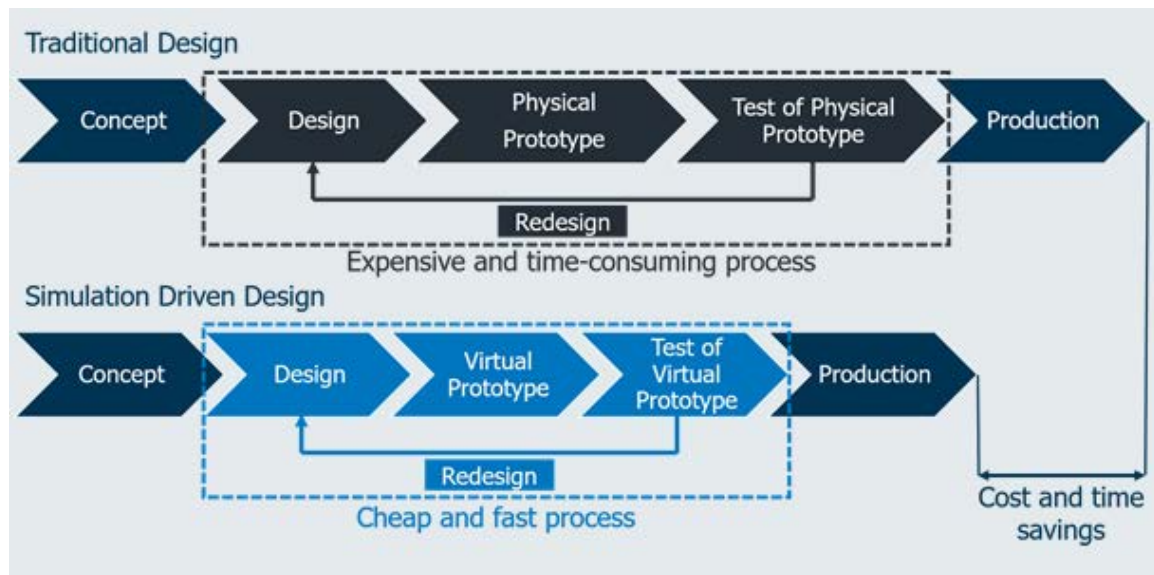 Traditional Design
Concept
Design
Physical
Prototype
Test of Physical
Prototype
Production
Redesign
Expensive and time-consuming process
Simulation Driven Design
Concept
Design
Virtual
Prototype
Test of
Virtual
Prototype
Production
Redesign
Cheap and fast process
Cost and time
savings